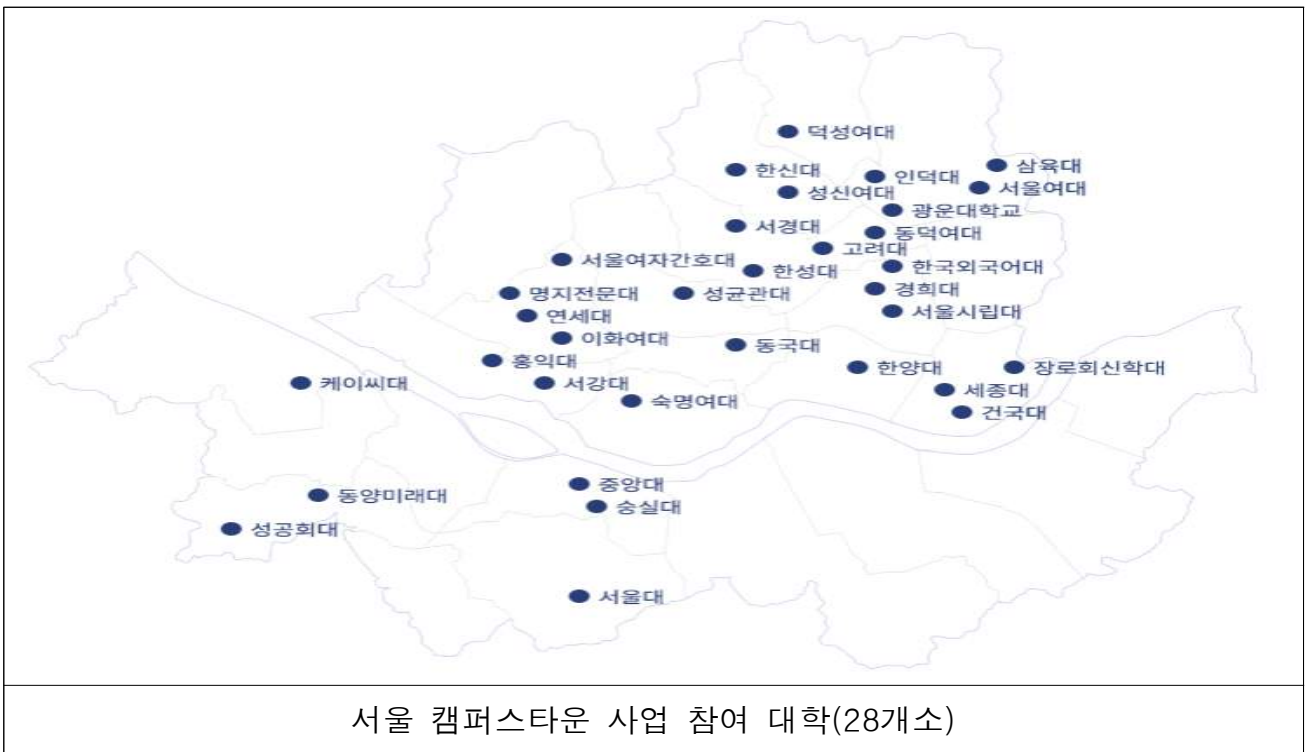 덕성여대
삼육대
한신대
인덕대
서울여대
성신여대
광운대학교
서경대
동덕여대
고려대
서울여자간호대
한국외국어대
한성대
명지전문대
성균관대
경희대
연세대
서울시립대
이화여대
동국대
홍익대
한양대
장로회신학대
케이씨대
서강대
세종대
숙명여대
건국대
중앙대
동양미래대
숭실대
성공회대
서울대
서울 캠퍼스타운 사업 참여 대학(28개소)